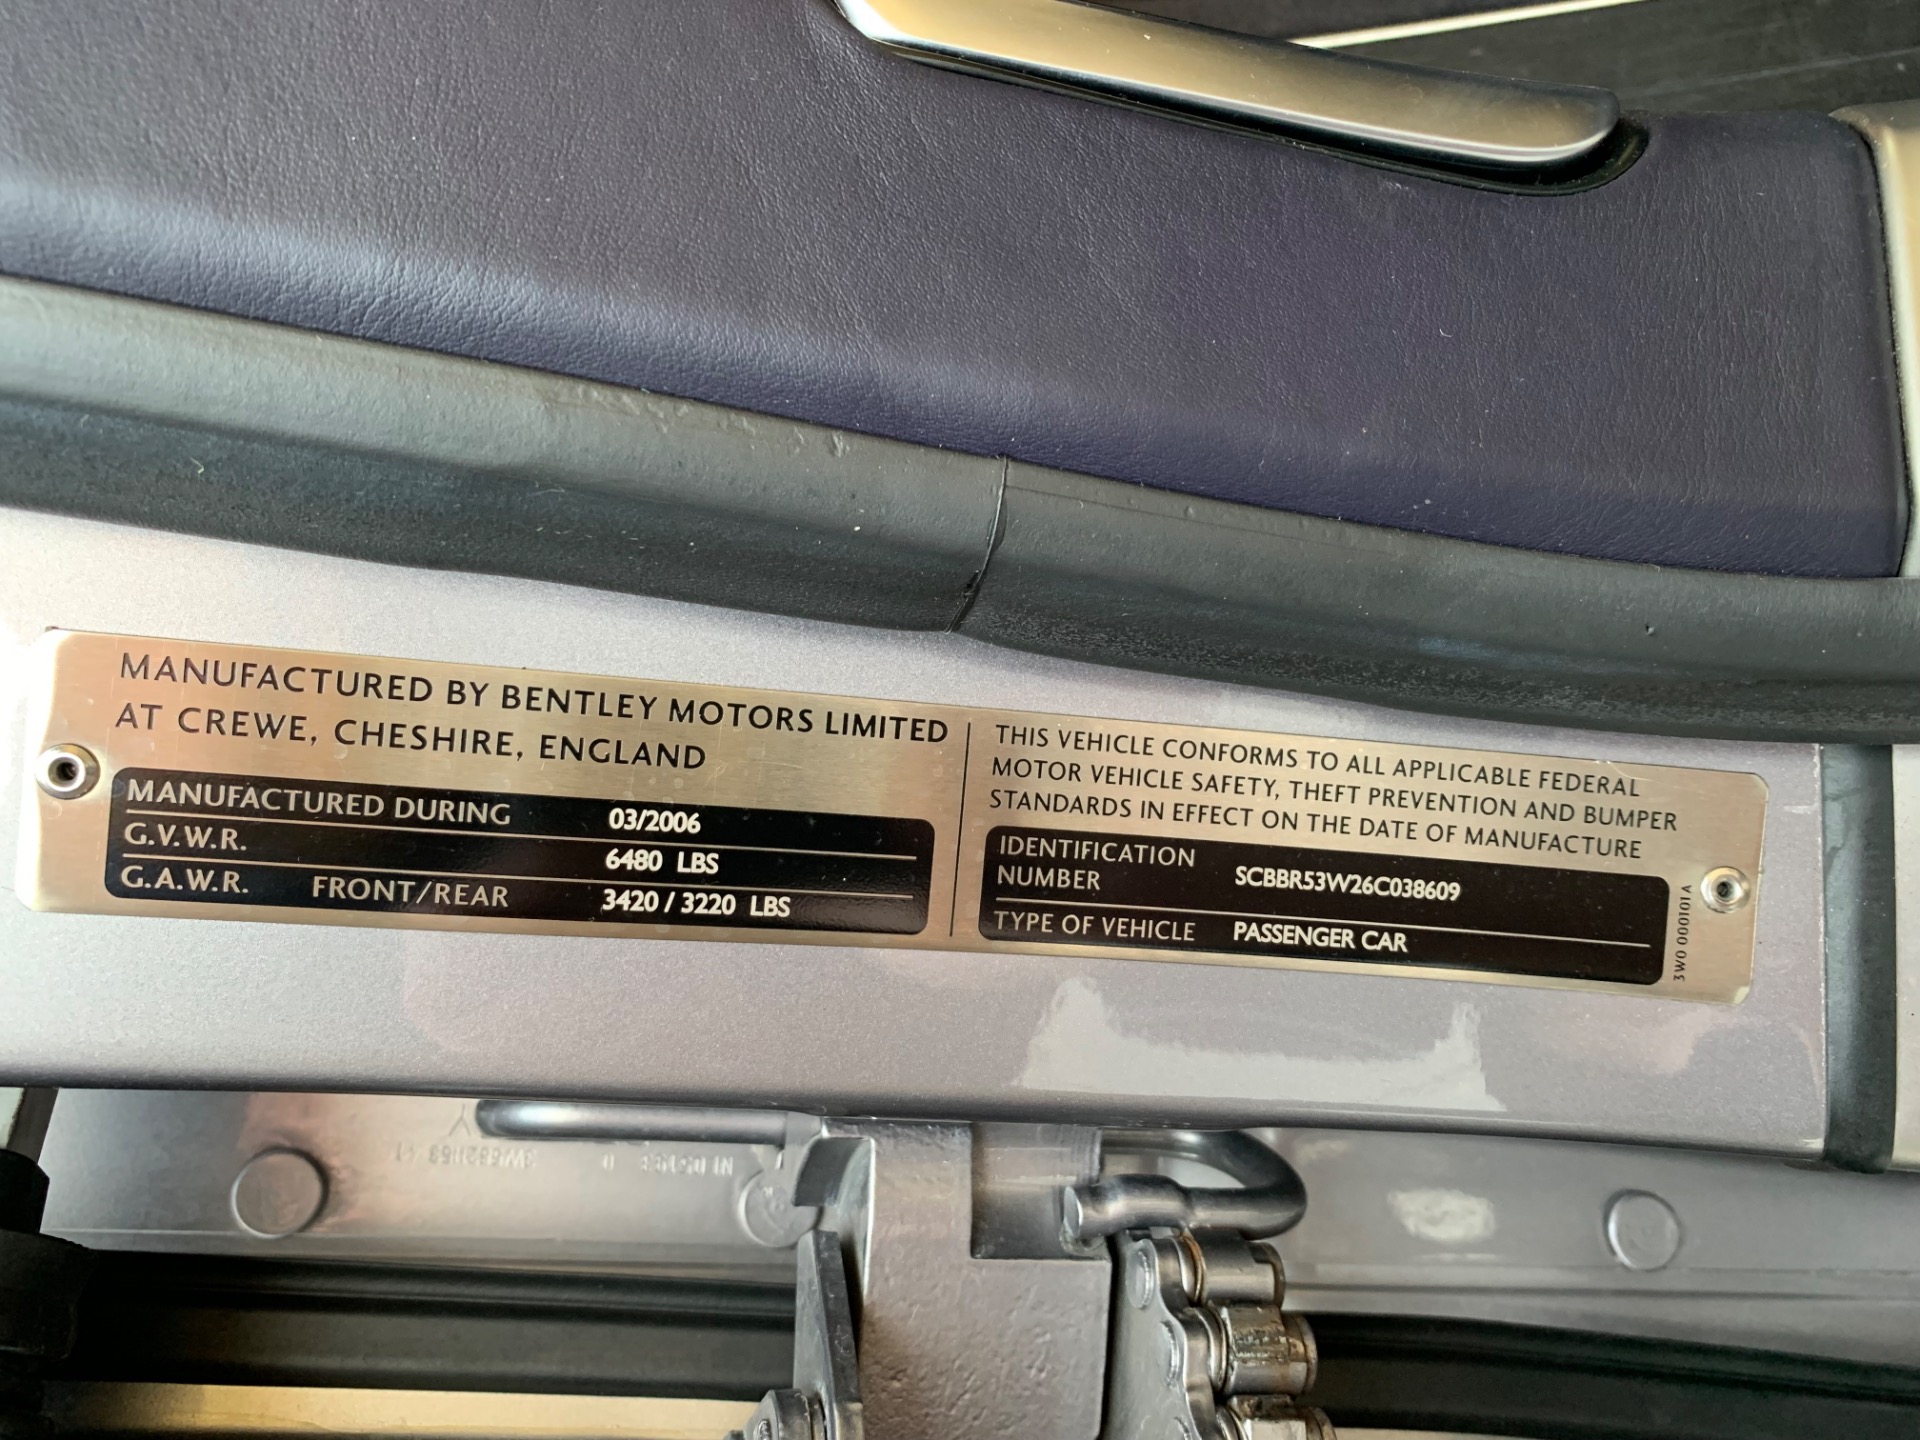 MANUFACTURED BY BENTLEY MOTORS LIMITED
AT CREWE, CHESHIRE, ENGLAND
MANUFACTURED DURING 03/2006
G.V.W.R. 6480 LBS
G.A.W.R. FRONT/REAR 3420 / 3220 LBS
THIS VEHICLE CONFORMS TO ALL APPLICABLE FEDERAL
MOTOR VEHICLE SAFETY, THEFT PREVENTION AND BUMPER
STANDARDS IN EFFECT ON THE DATE OF MANUFACTURE
IDENTIFICATION
NUMBER SCBBR53W26C038609
TYPE OF VEHICLE PASSENGER CAR
3W0 000101 A